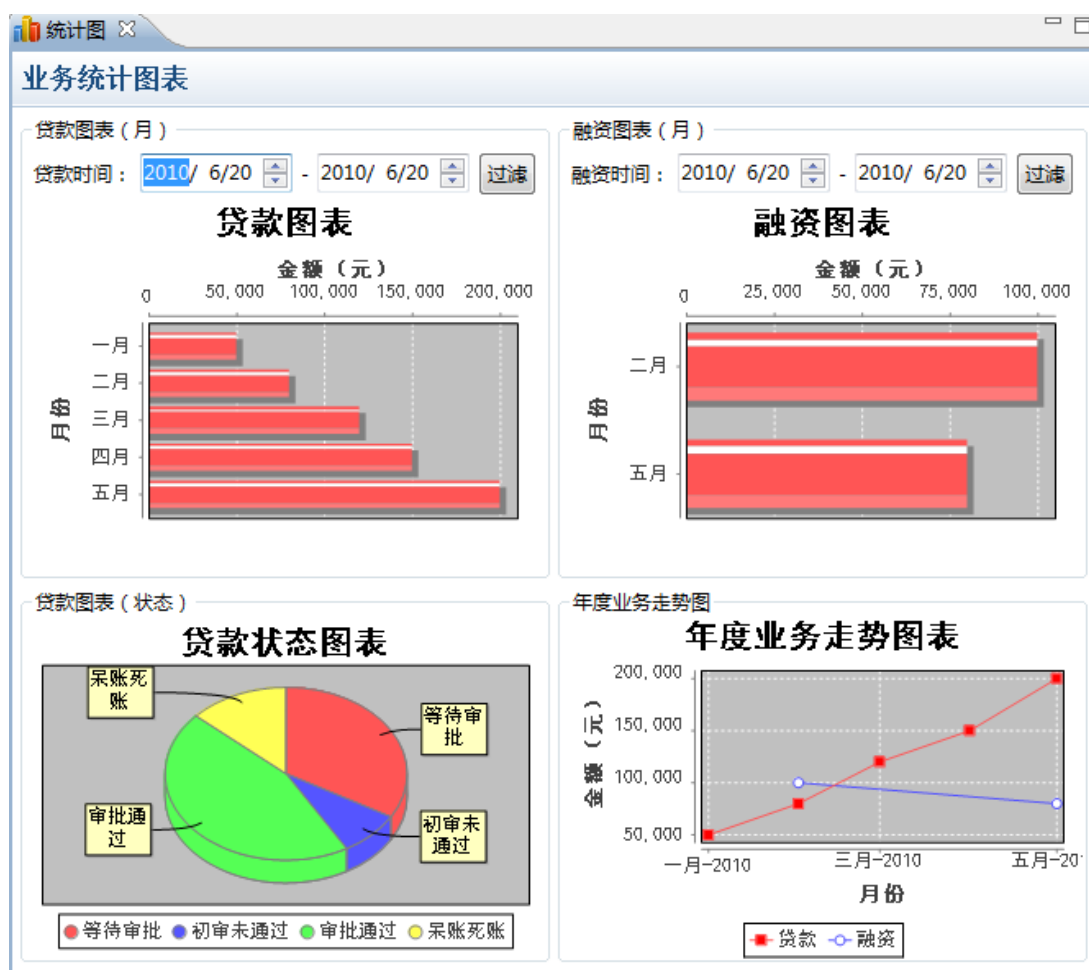 统计图
业务统计图表
贷款图表（月）
贷款时间： 2010/ 6/20 - 2010/ 6/20 过滤
贷款图表
金额（元）
0 50,000 100,000 150,000 200,000
月份
一月
二月
三月
四月
五月
融资图表（月）
融资时间： 2010/ 6/20 - 2010/ 6/20 过滤
融资图表
金额（元）
0 25,000 50,000 75,000 100,000
月份
二月
五月
贷款图表（状态）
贷款状态图表
呆账死
账
等待审
批
审批通
过
初审未
通过
等待审批 初审未通过 审批通过 呆账死账
年度业务走势图
年度业务走势图表
金额（元）
200,000
150,000
100,000
50,000
一月-2010 三月-2010 五月-20
月份
贷款 融资